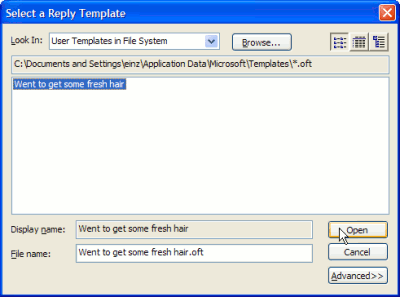 Select a Reply Template
Look In: User Templates in File System Browse...
C:\Documents and Settings\einz\Application Data\Microsoft\Templates\*.oft
Went to get some fresh hair
Display name: Went to get some fresh hair Open
File name: Went to get some fresh hair.oft Cancel
Advanced>>